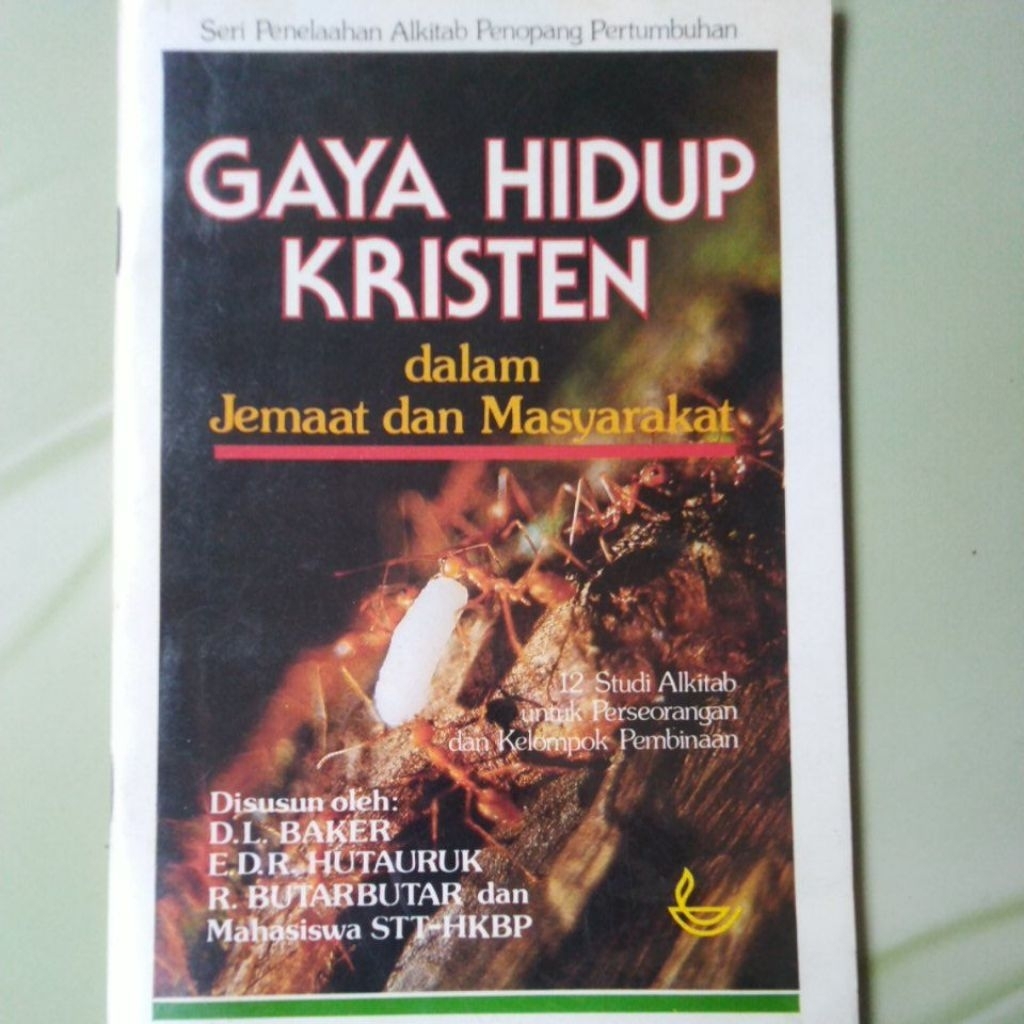 Seri Penelaahan Alkitab Penopang Pertumbuhan
GAYA HIDUP
KRISTEN
dalam
Jemaat dan Masyarakat
12 Studi Alkitab
untuk Perseorangan
dan Kelompok Pembinaan
Disusun oleh:
D.L. BAKER
E.D.R. HUTAURUK
R. BUTARBUTAR dan
Mahasiswa STT-HKBP